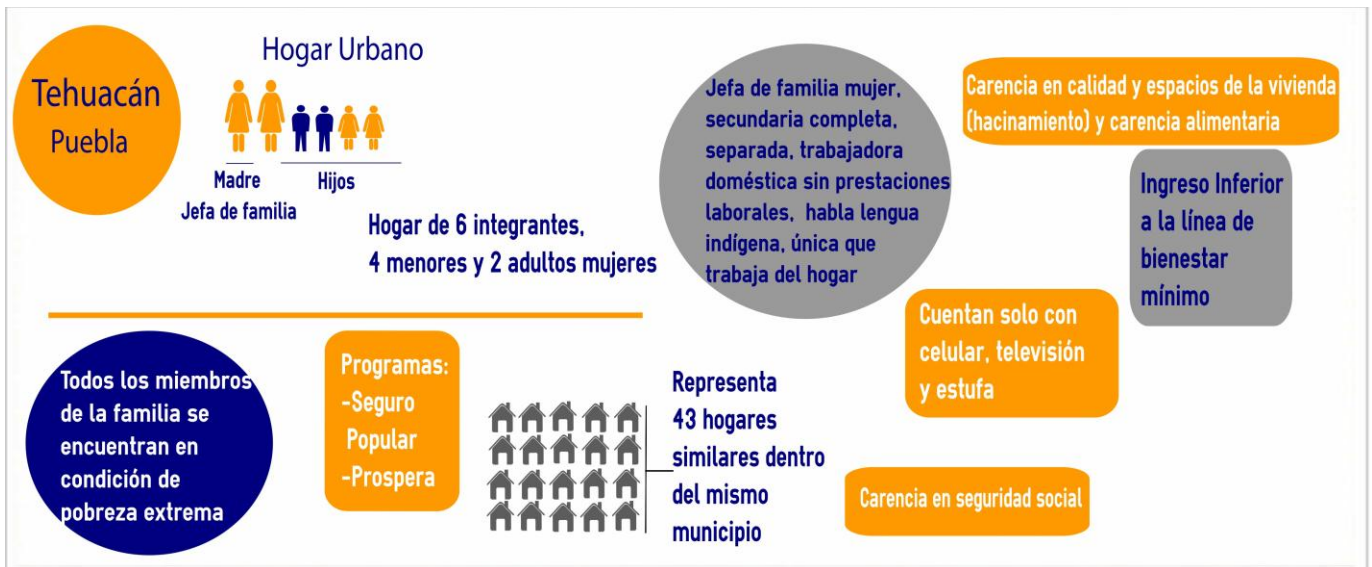 Tehuacán
Puebla
Hogar Urbano
Madre
Jefa de familia
Hijos
Hogar de 6 integrantes,
4 menores y 2 adultos mujeres
Jefa de familia mujer,
secundaria completa,
separada, trabajadora
doméstica sin prestaciones
laborales, habla lengua
indígena, única que
trabaja del hogar
Carencia en calidad y espacios de la vivienda
(hacinamiento) y carencia alimentaria
Ingreso Inferior
a la línea de
bienestar
mínimo
Cuentan solo con
celular, televisión
y estufa
Todos los miembros
de la familia se
encuentran en
condición de
pobreza extrema
Programas:
-Seguro
Popular
-Prospera
Representa
43 hogares
similares dentro
del mismo
municipio
Carencia en seguridad social